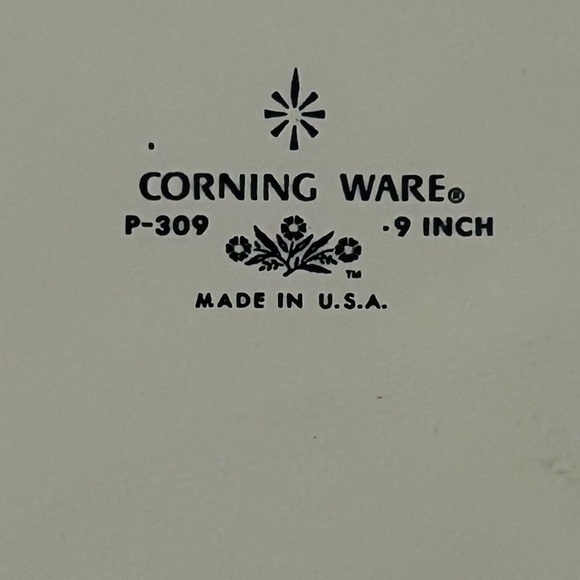 CORNING WARE®
P-309 9 INCH
TM
MADE IN U.S.A.